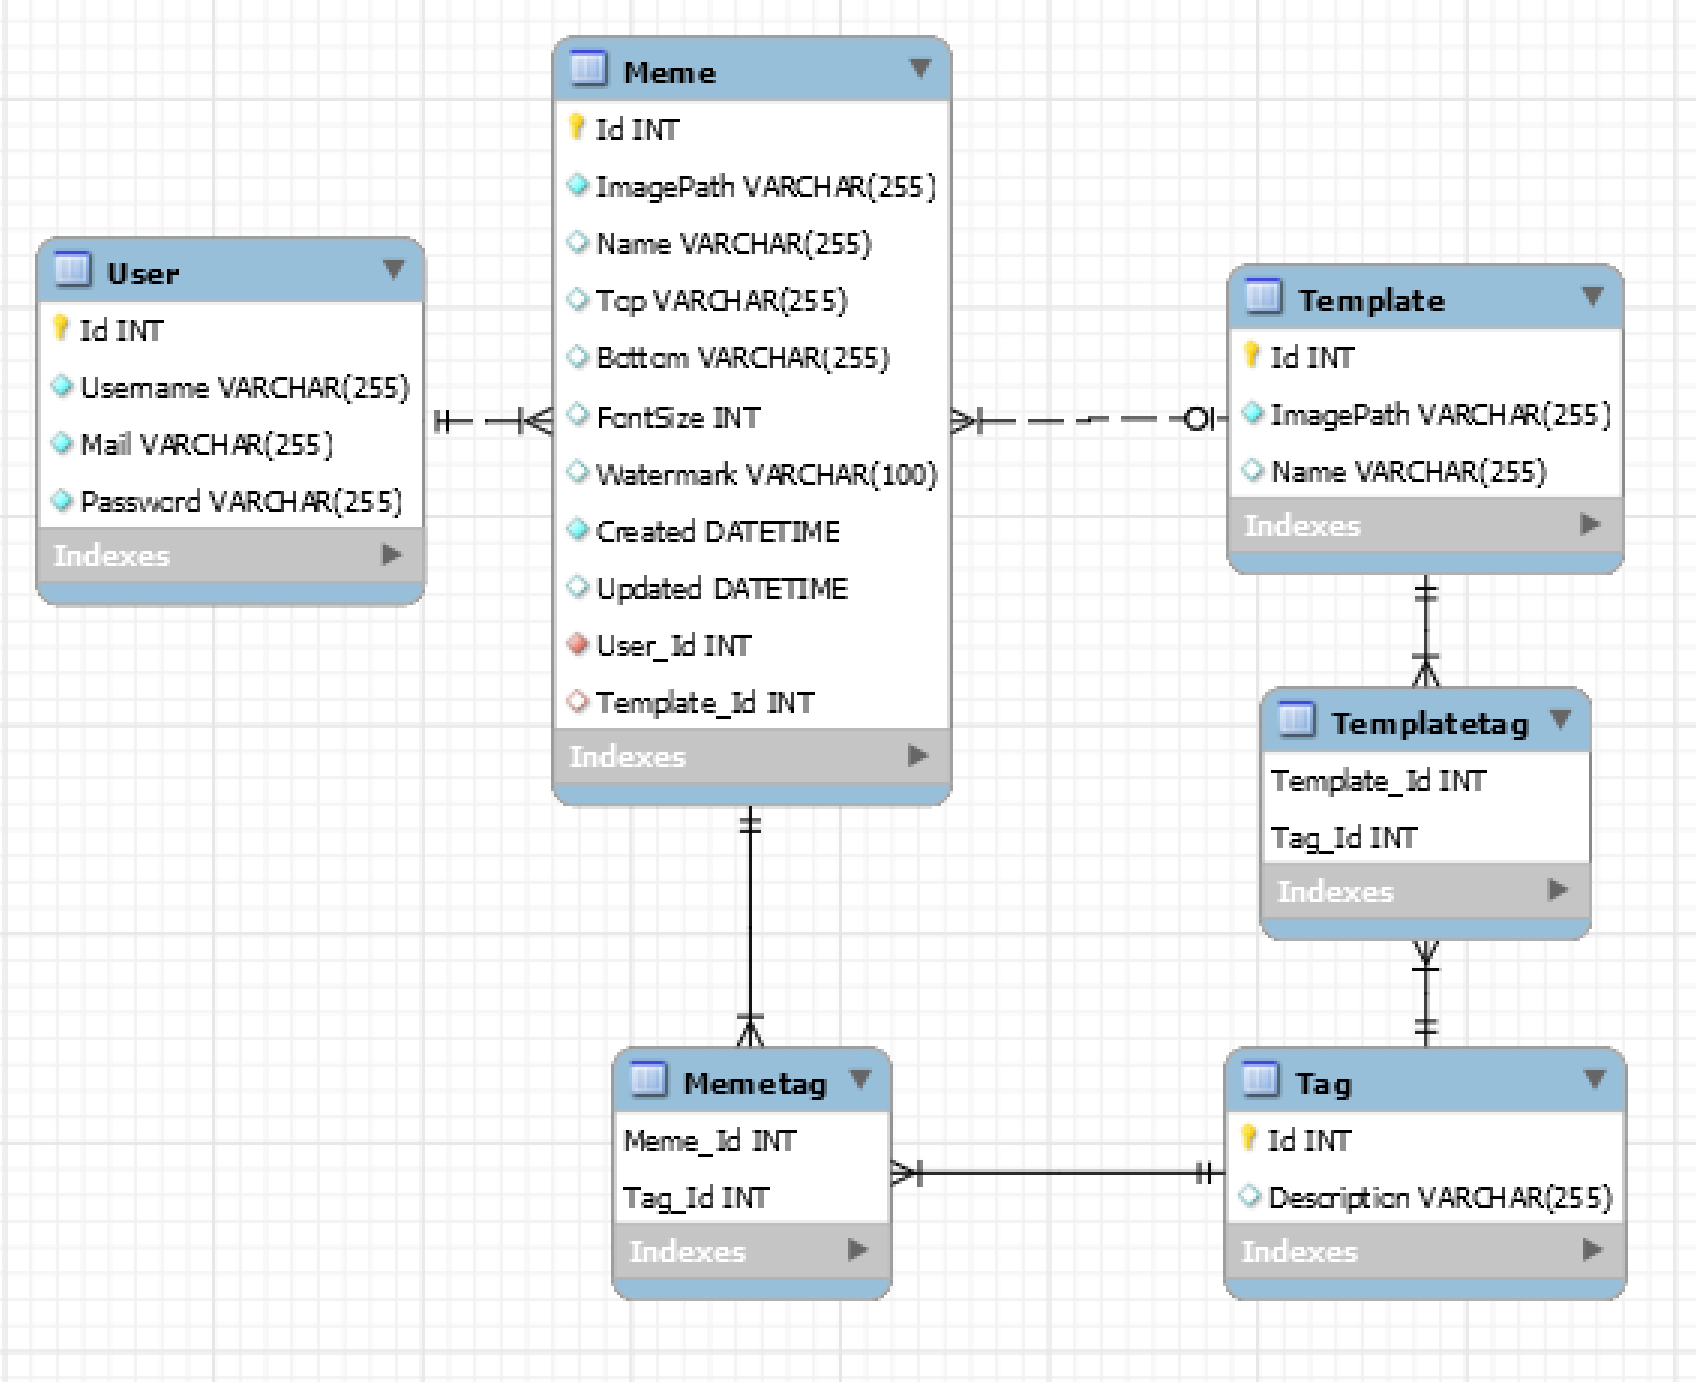 User
Id INT
Username VARCHAR(255)
Mail VARCHAR(255)
Password VARCHAR(255)
Indexes
Meme
Id INT
ImagePath VARCHAR(255)
Name VARCHAR(255)
Top VARCHAR(255)
Bottom VARCHAR(255)
FontSize INT
Watermark VARCHAR(100)
Created DATETIME
Updated DATETIME
User_Id INT
Template_Id INT
Indexes
Template
Id INT
ImagePath VARCHAR(255)
Name VARCHAR(255)
Indexes
Templatetag
Template_Id INT
Tag_Id INT
Indexes
Memetag
Meme_Id INT
Tag_Id INT
Indexes
Tag
Id INT
Description VARCHAR(255)
Indexes